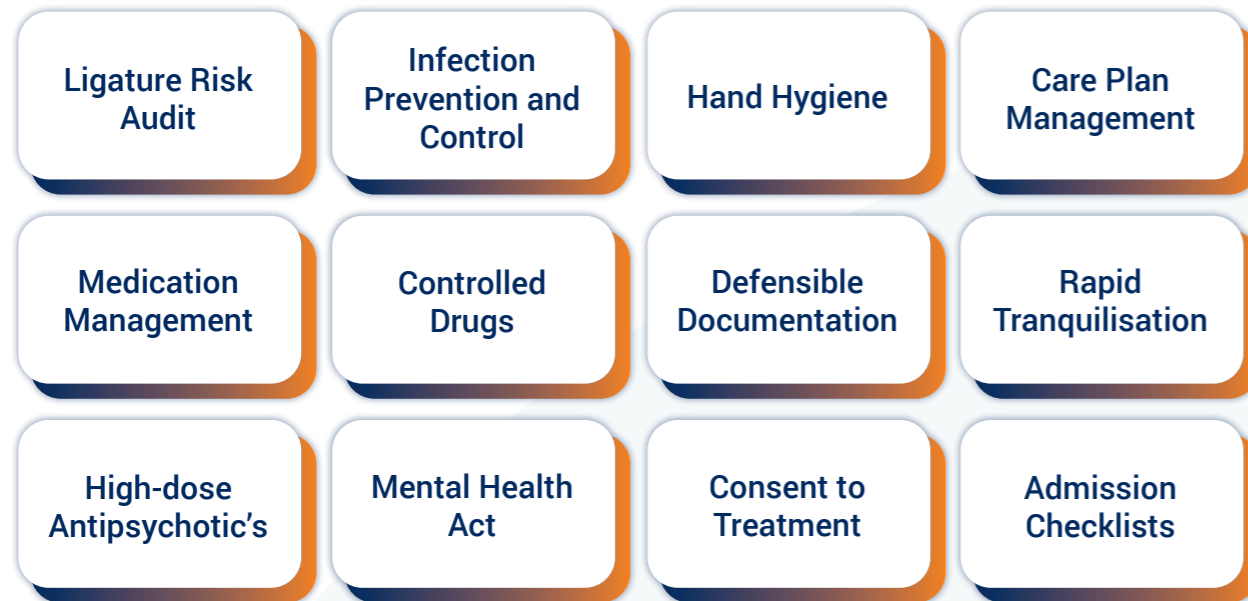 Ligature Risk
Audit
Infection
Prevention and
Control
Hand Hygiene
Care Plan
Management
Medication
Management
Controlled
Drugs
Defensible
Documentation
Rapid
Tranquilisation
High-dose
Antipsychotic’s
Mental Health
Act
Consent to
Treatment
Admission
Checklists